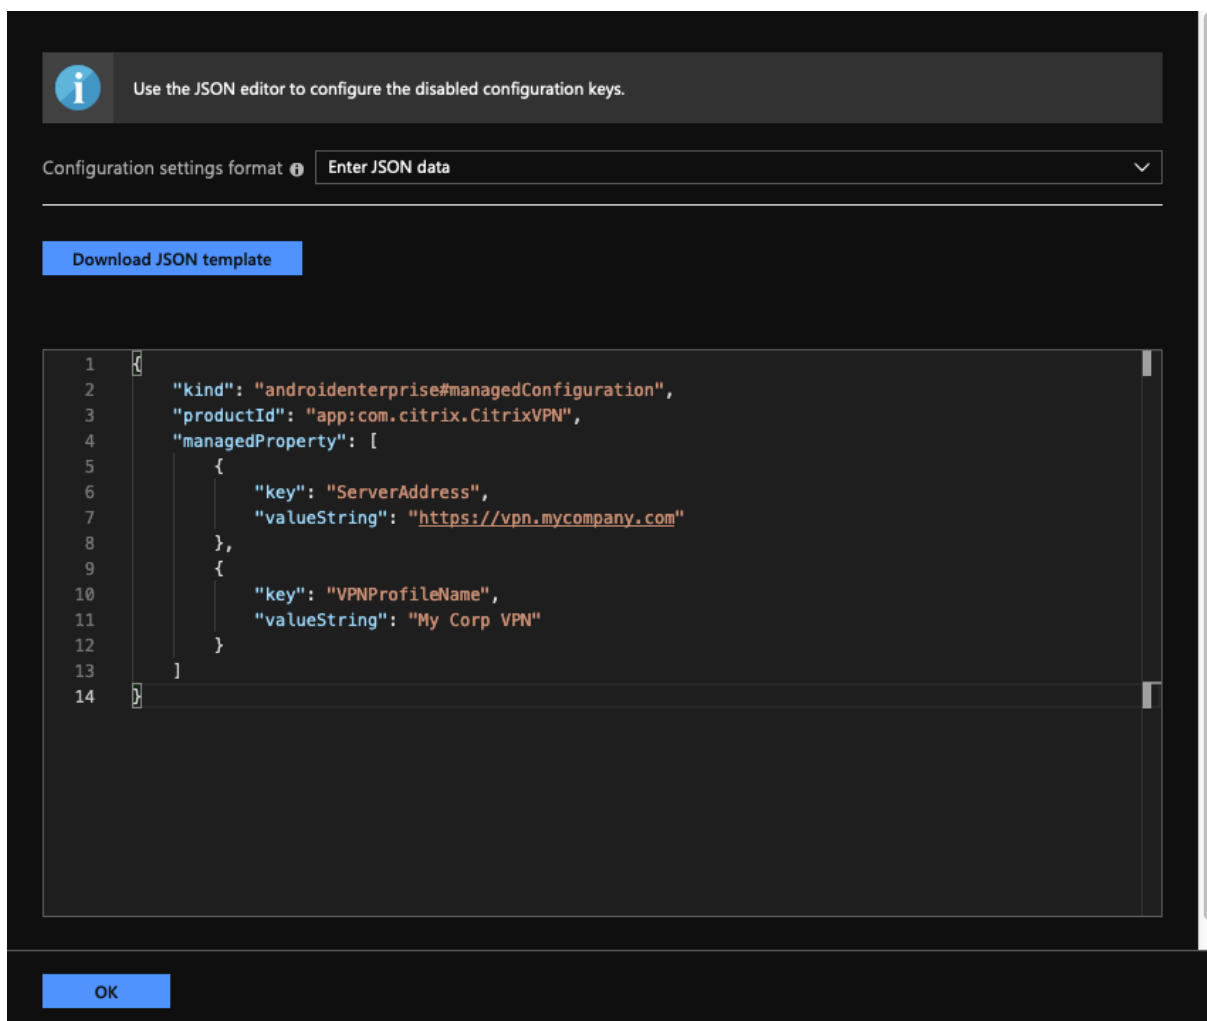 Use the JSON editor to configure the disabled configuration keys.
Configuration settings format
Enter JSON data
Download JSON template
1 {
2 "kind": "androidenterprise#managedConfiguration",
3 "productId": "app:com.citrix.CitrixVPN",
4 "managedProperty": [
5 {
6 "key": "ServerAddress",
7 "valueString": "https://vpn.mycompany.com"
8 },
9 {
10 "key": "VPNProfileName",
11 "valueString": "My Corp VPN"
12 }
13 ]
14 }
OK